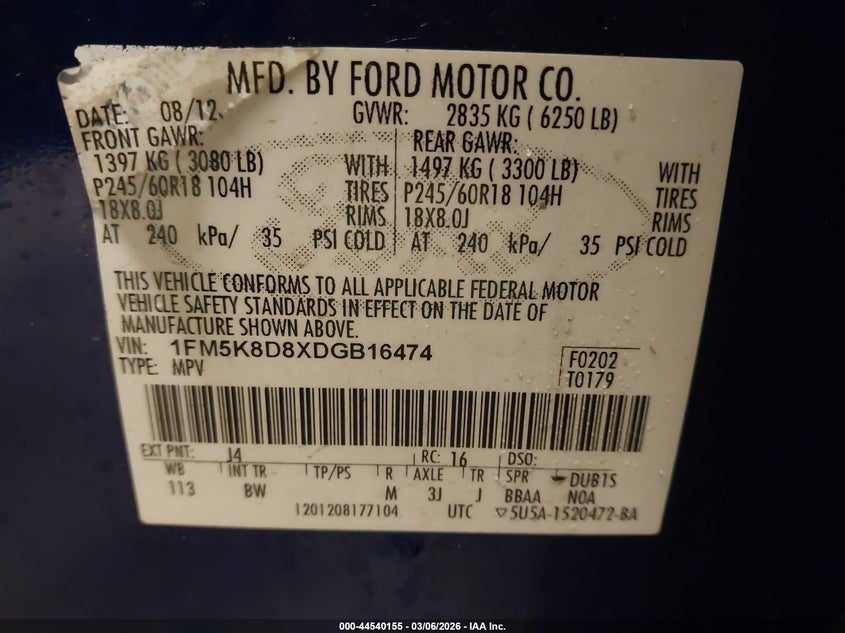 MFD. BY FORD MOTOR CO.
DATE: 08/12 GVWR: 2835 KG ( 6250 LB)
FRONT GAWR: REAR GAWR:
1397 KG ( 3080 LB) WITH 1497 KG ( 3300 LB) WITH
P245/60R18 104H TIRES P245/60R18 104H TIRES
18X8.0J RIMS 18X8.0J RIMS
AT 240 kPa/ 35 PSI COLD AT 240 kPa/ 35 PSI COLD
THIS VEHICLE CONFORMS TO ALL APPLICABLE FEDERAL MOTOR
VEHICLE SAFETY STANDARDS IN EFFECT ON THE DATE OF
MANUFACTURE SHOWN ABOVE.
VIN: 1FM5K8D8XDGB16474 F0202
TYPE: MPV T0179
EXT PNT: J4 RC: 16 DSO:
WB INT TR TP/PS R AXLE TR SPR DUB1S
113 BW M 3J J BBAA NOA
1201208177104 UTC ▽5U5A-1520472-BA
000-44540155 - 03/06/2026 - IAA Inc.